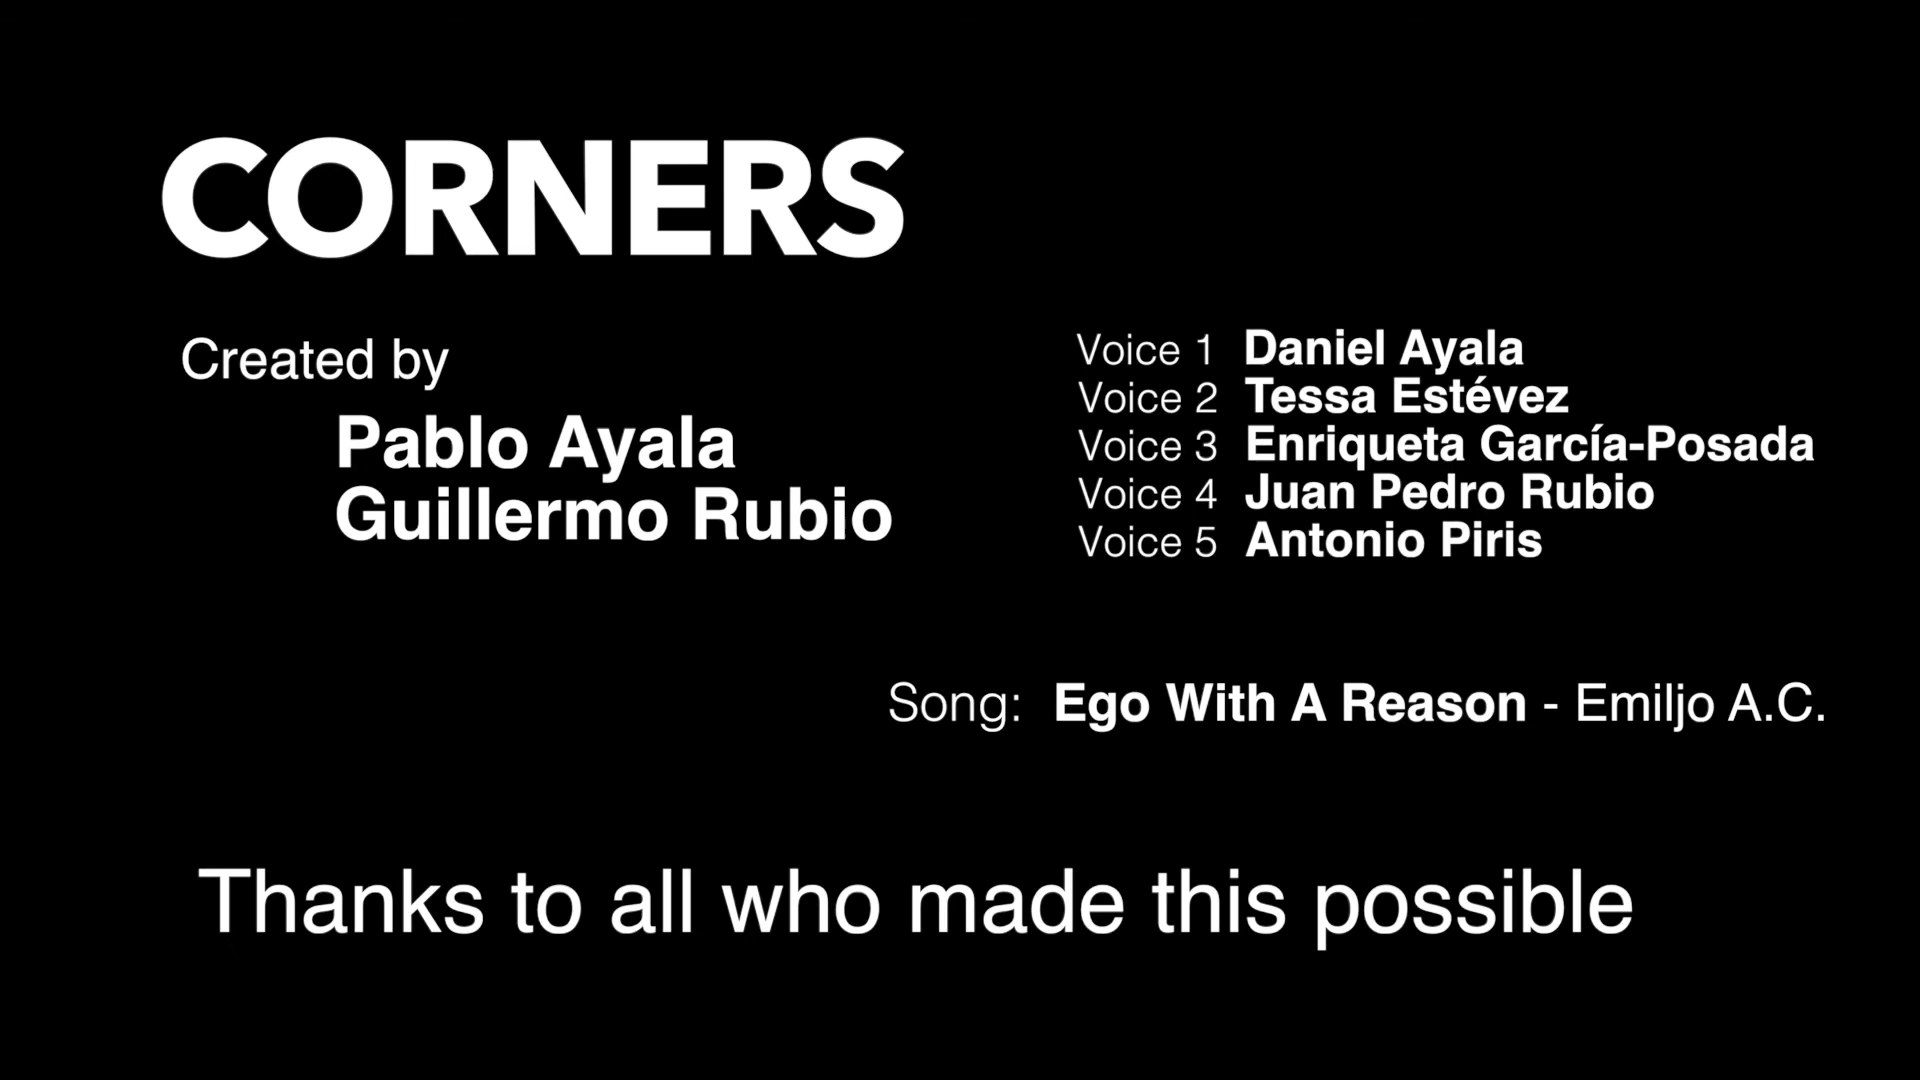 CORNERS
Created by
Pablo Ayala
Guillermo Rubio
Voice 1 Daniel Ayala
Voice 2 Tessa Estévez
Voice 3 Enriqueta García-Posada
Voice 4 Juan Pedro Rubio
Voice 5 Antonio Piris
Song: Ego With A Reason - Emiljo A.C.
Thanks to all who made this possible